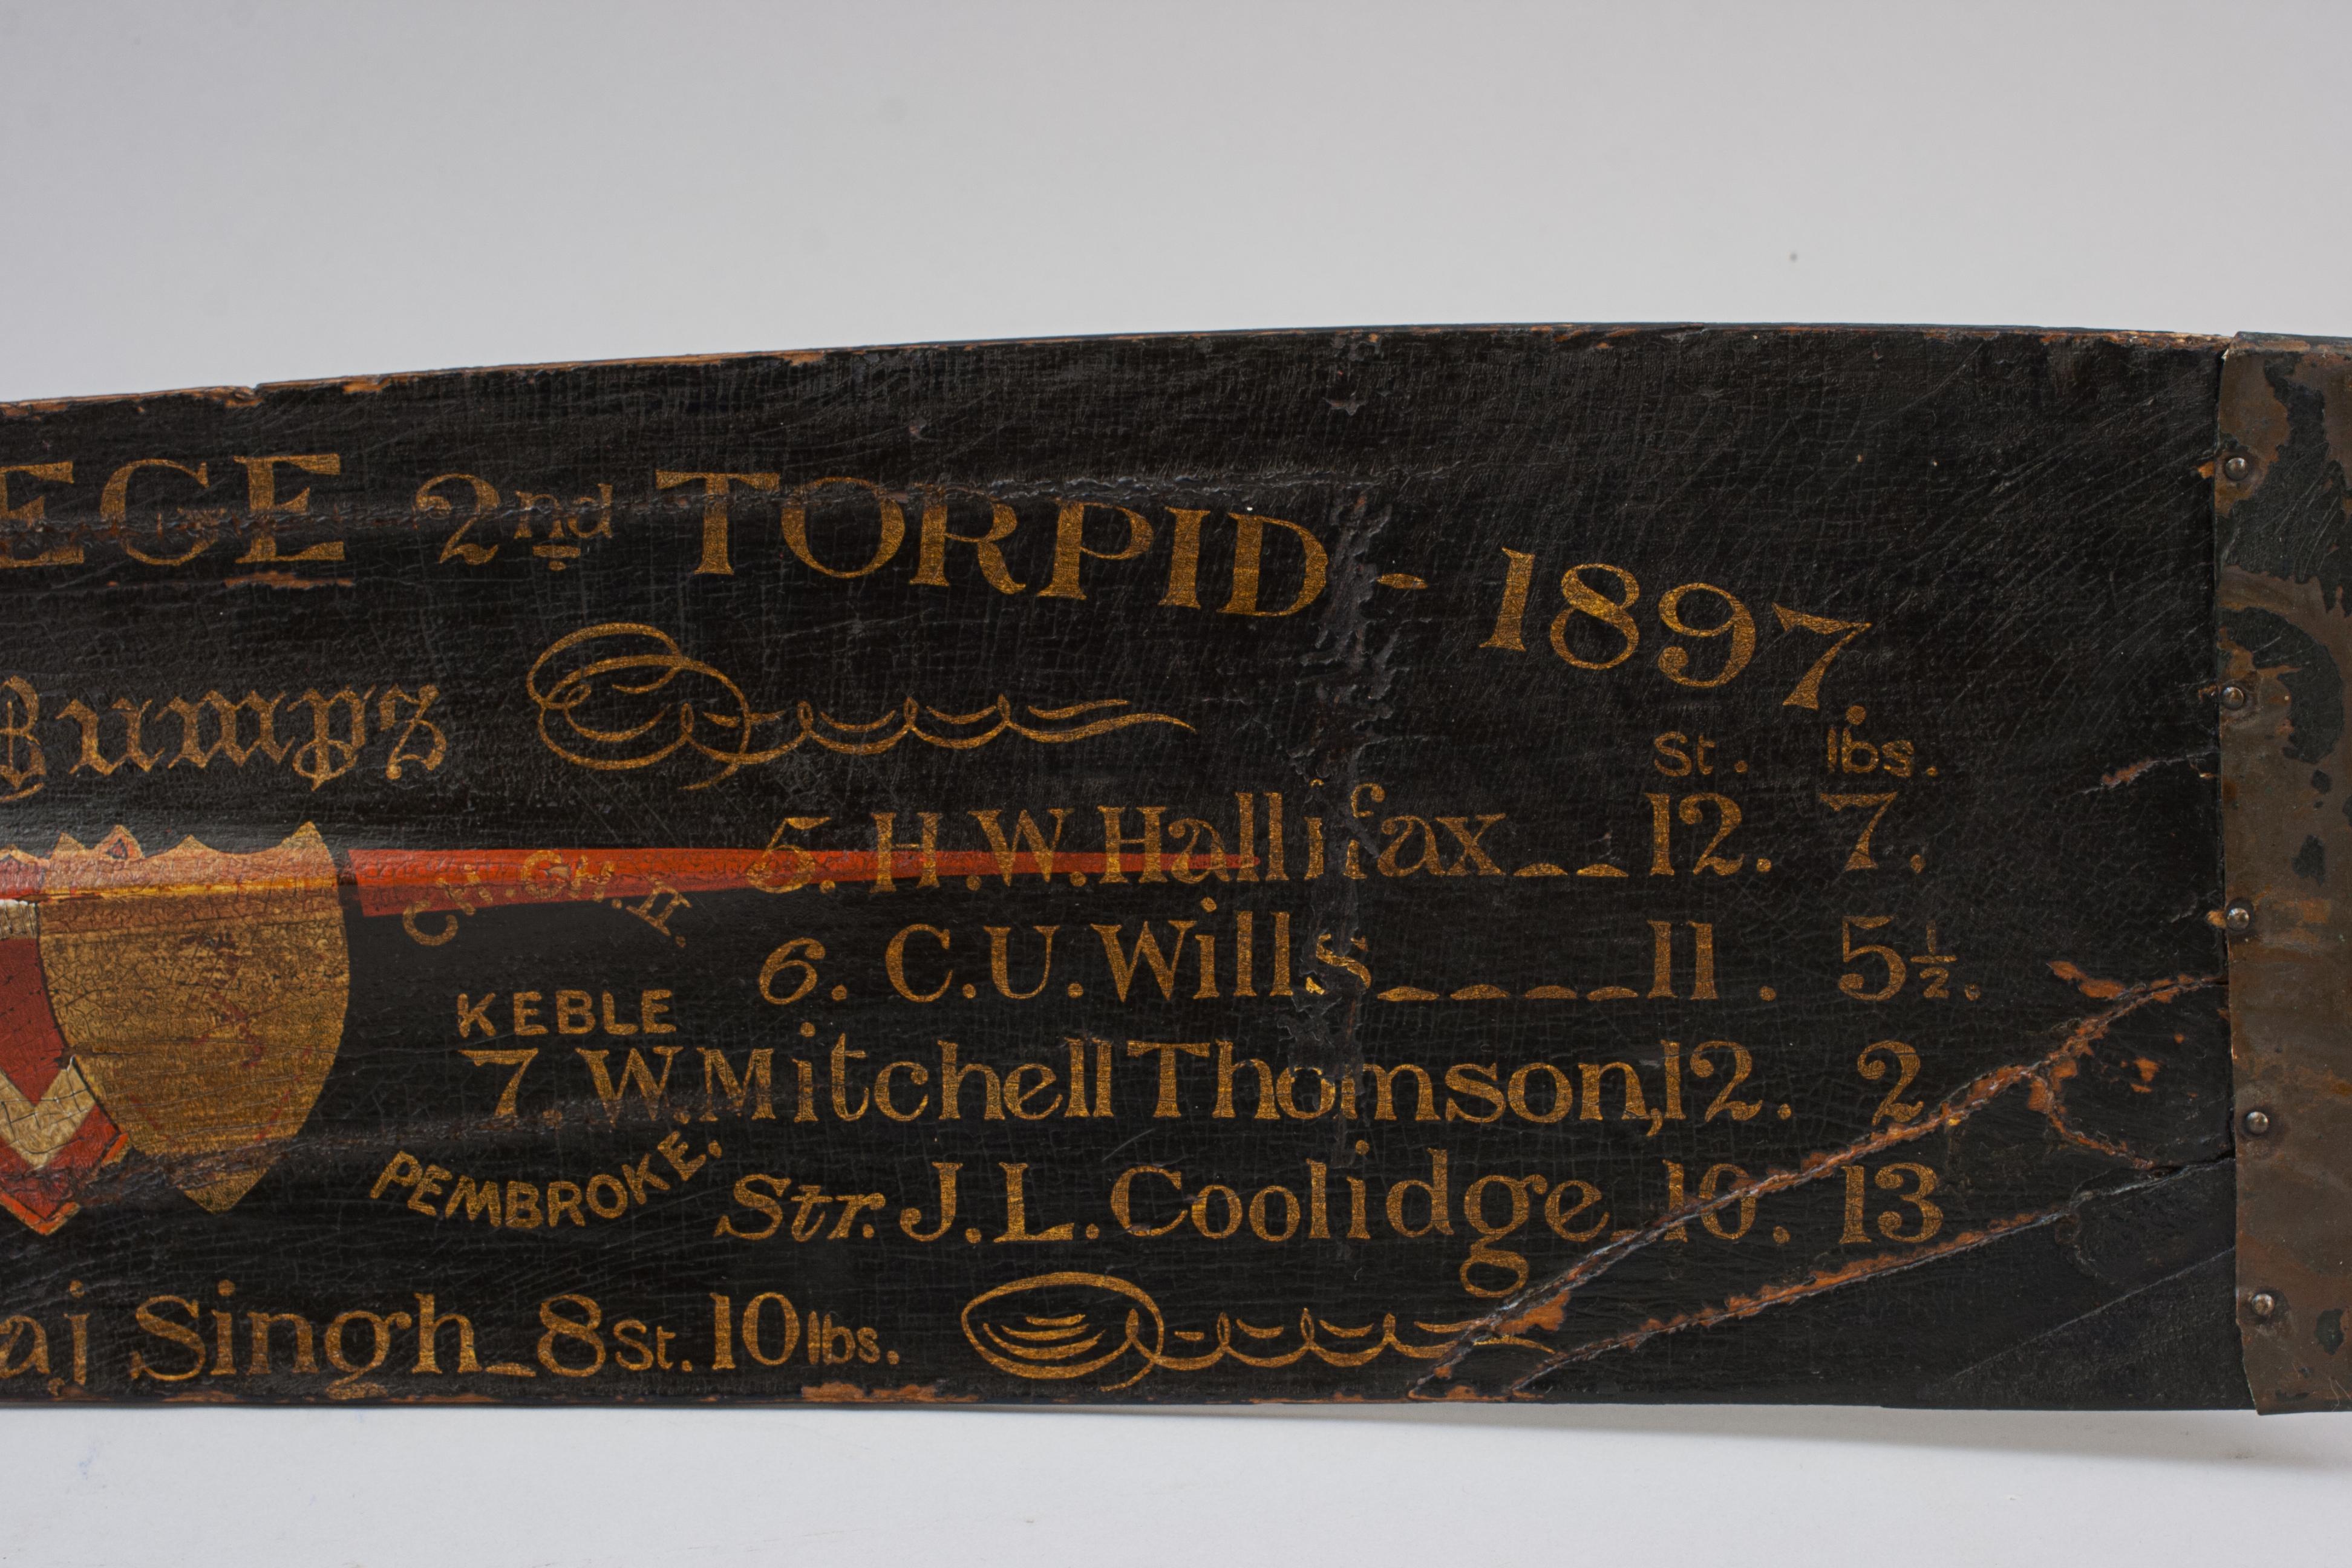 EGE 2nd TORPID - 1897.
Bumps
St. lbs.
5. H.W. Hallifax 12. 7.
CH. CH. II.
6. C.U. Wills 11. 5½.
KEBLE
7. W. Mitchell Thomson, 12. 2
PEMBROKE.
Str. J.L. Coolidge 10. 13
aj Singh _ 8 St. 10 lbs.